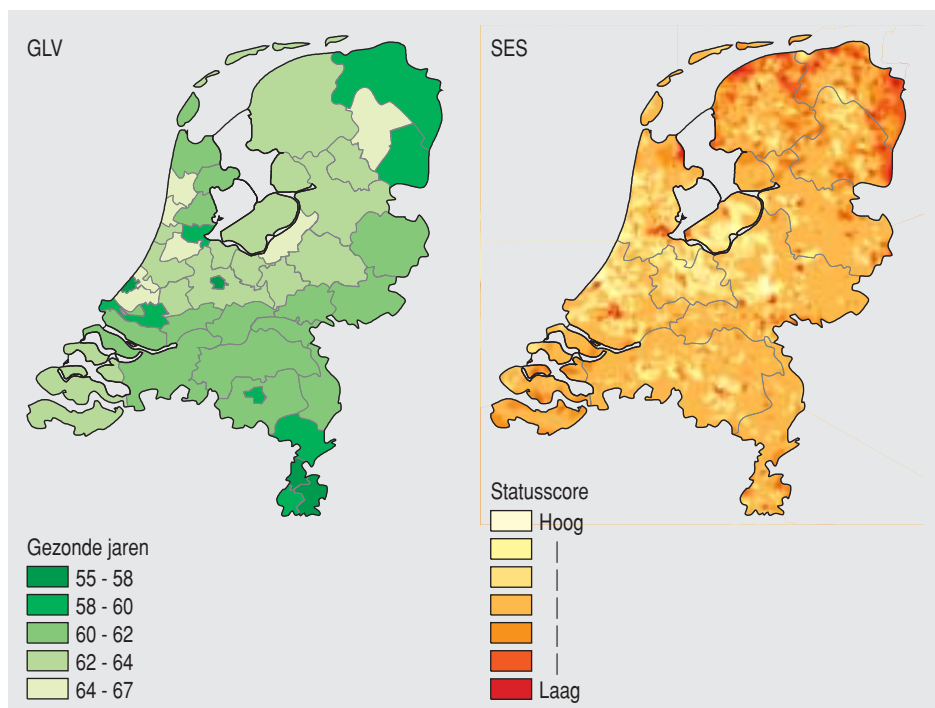 GLV
Gezonde jaren
55 - 58
58 - 60
60 - 62
62 - 64
64 - 67
SES
Statusscore
Hoog
Laag